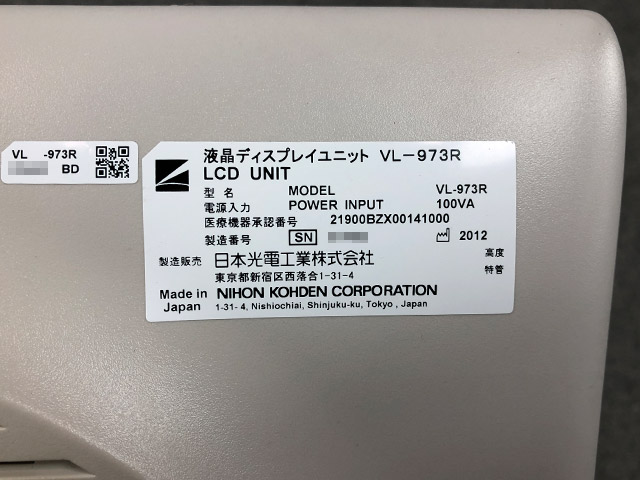 VL -973R
BD
液晶ディスプレイユニット VL-973R
LCD UNIT
型 名 MODEL VL-973R
電源入力 POWER INPUT 100VA
医療機器承認番号 21900BZX00141000
製造番号 SN 2012
製造販売 日本光電工業株式会社 高度
東京都新宿区西落合1-31-4 特管
Made in NIHON KOHDEN CORPORATION
Japan 1-31-4, Nishiochiai, Shinjuku-ku, Tokyo, Japan